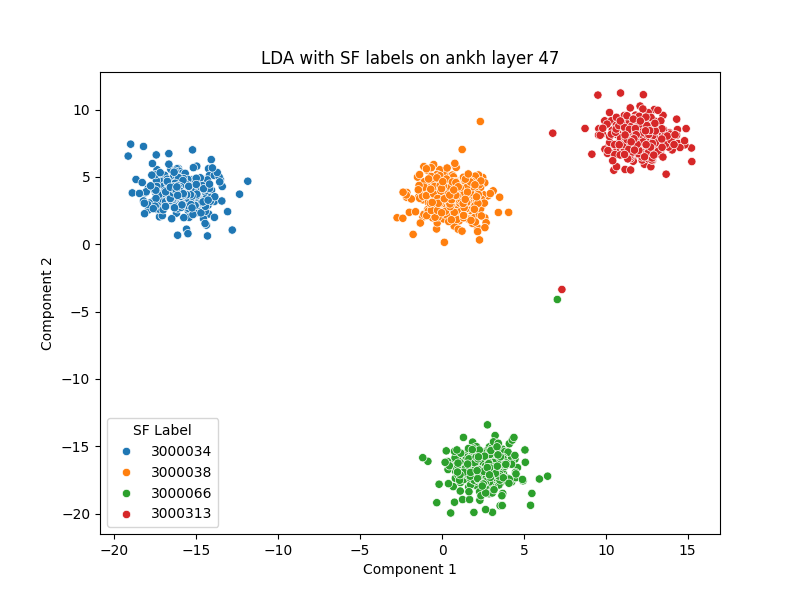 LDA with SF labels on ankh layer 47
10
5
0
−5
−10
−15
−20
Component 2
SF Label
3000034
3000038
3000066
3000313
−20 −15 −10 −5 0 5 10 15
Component 1